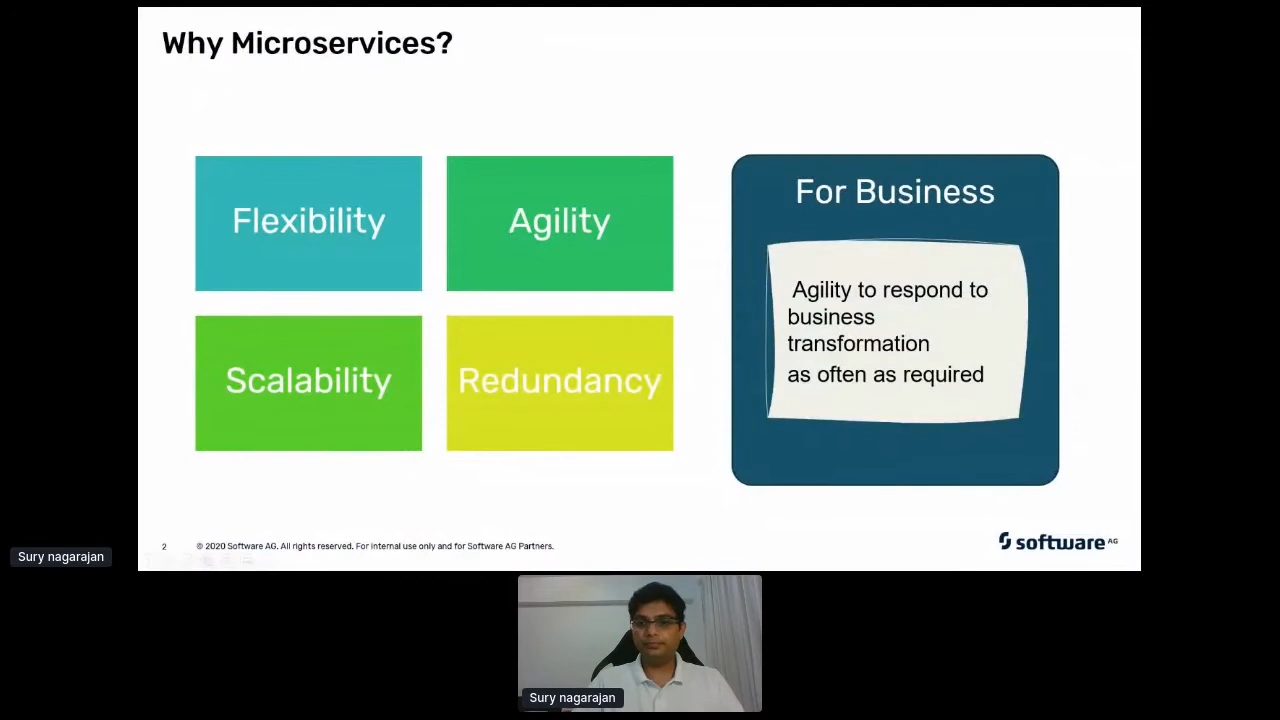 Why Microservices?
Flexibility
Agility
Scalability
Redundancy
For Business
Agility to respond to
business
transformation
as often as required
2
© 2020 Software AG. All rights reserved. For internal use only and for Software AG Partners.
software AG
Sury nagarajan
Sury nagarajan